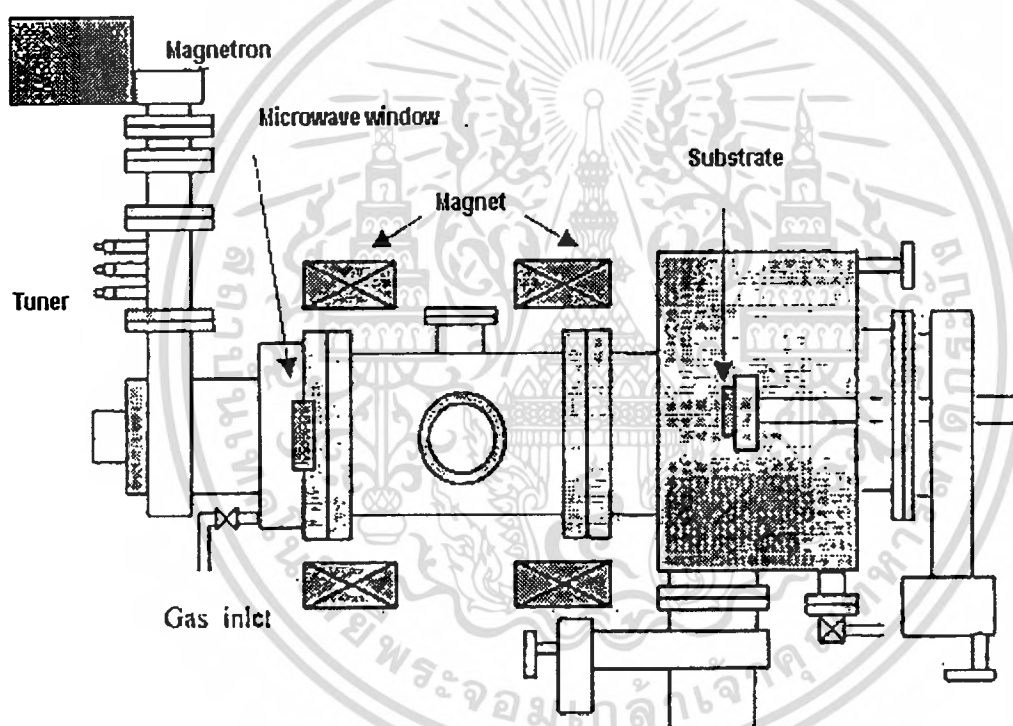 Magnetron
Microwave window
Substrate
Magnet
Tuner
Gas inlet